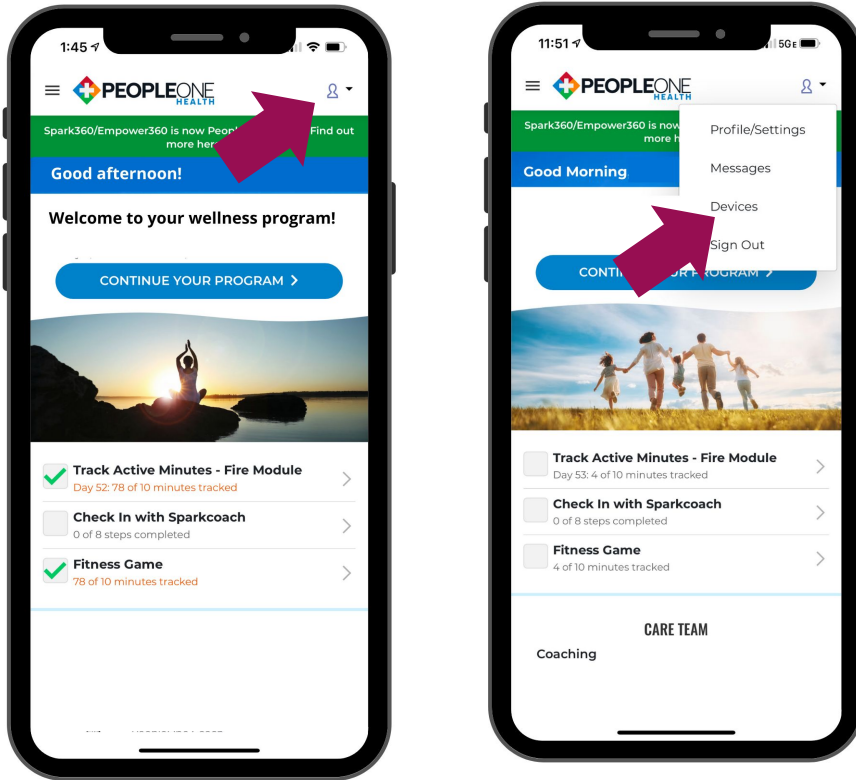 1:45
PEOPLEONE
HEALTH
Spark360/Empower360 is now Find out
more
Good afternoon!
Welcome to your wellness program!
CONTINUE YOUR PROGRAM >
Track Active Minutes - Fire Module
Day 52: 78 of 10 minutes tracked
Check In with Sparkcoach
0 of 8 steps completed
Fitness Game
78 of 10 minutes tracked
11:51
5GE
PEOPLEONE
HEALTH
Spark360/Empower360 is now
more
Profile/Settings
Messages
Devices
Sign Out
Good Morning
PROGRAM
Track Active Minutes - Fire Module
Day 53: 4 of 10 minutes tracked
Check In with Sparkcoach
0 of 8 steps completed
Fitness Game
4 of 10 minutes tracked
CARE TEAM
Coaching